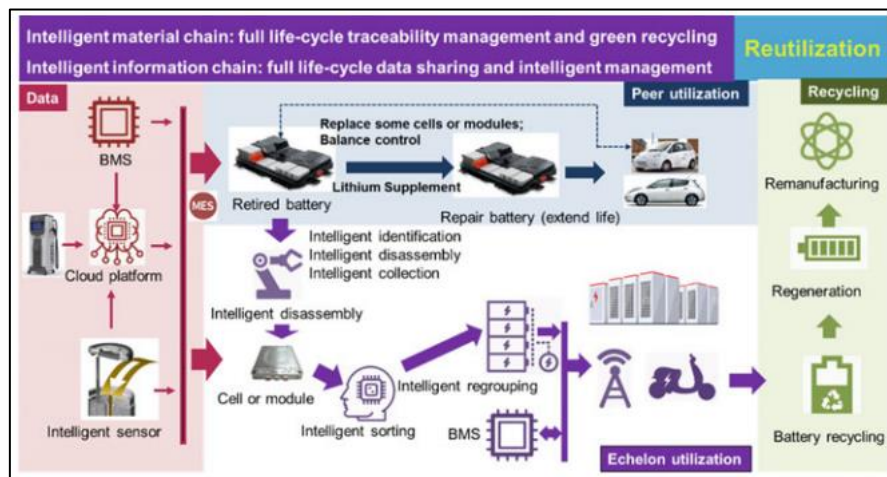 Intelligent material chain: full life-cycle traceability management and green recycling
Intelligent information chain: full life-cycle data sharing and intelligent management
Reutilization
Data
BMS
Cloud platform
Intelligent sensor
MES
Peer utilization
Replace some cells or modules;
Balance control
Lithium Supplement
Retired battery
Repair battery (extend life)
Intelligent identification
Intelligent disassembly
Intelligent collection
Intelligent disassembly
Cell or module
Intelligent sorting
Intelligent regrouping
BMS
Echelon utilization
Recycling
Remanufacturing
Regeneration
Battery recycling